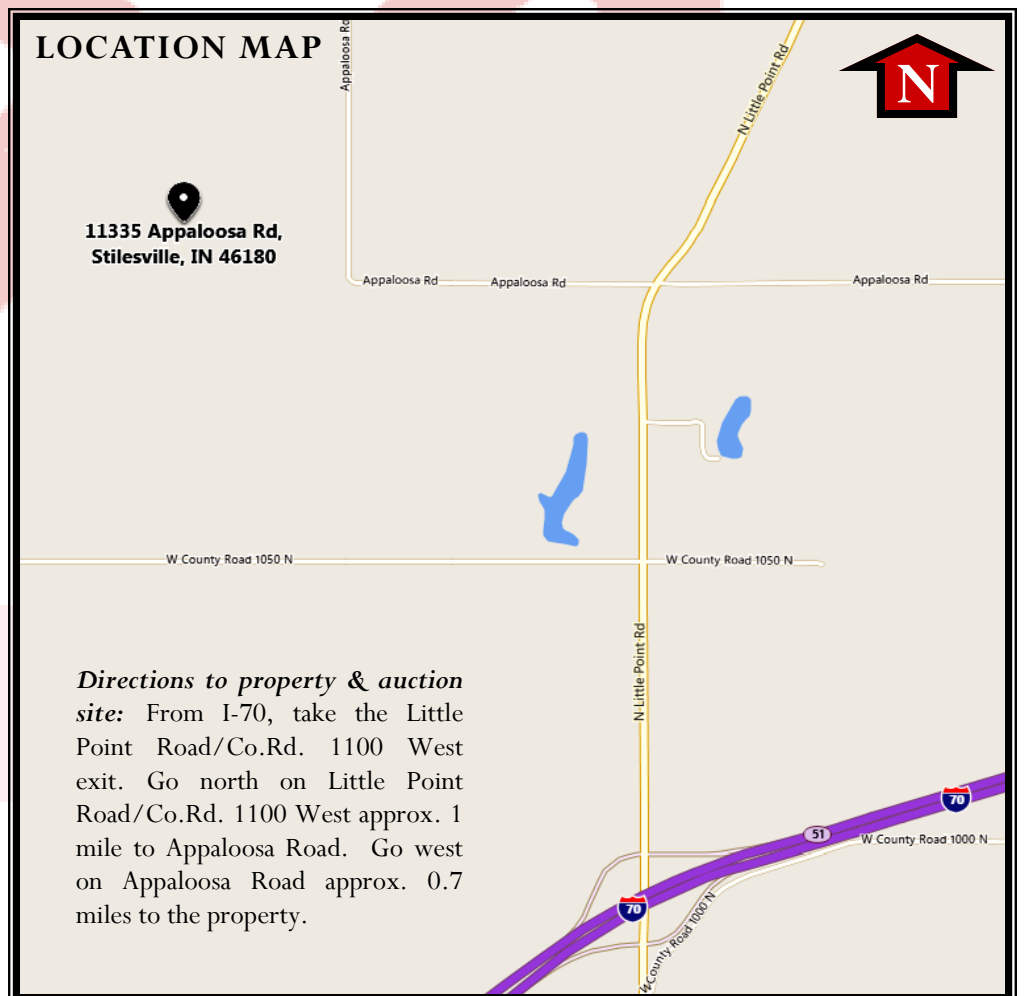 LOCATION MAP
Appaloosa Rd
N Little Point Rd
N
11335 Appaloosa Rd,
Stilesville, IN 46180
Appaloosa Rd
Appaloosa Rd
Appaloosa Rd
W County Road 1050 N
W County Road 1050 N
N Little Point Rd
Directions to property & auction
site: From I-70, take the Little
Point Road/Co.Rd. 1100 West
exit. Go north on Little Point
Road/Co.Rd. 1100 West approx. 1
mile to Appaloosa Road. Go west
on Appaloosa Road approx. 0.7
miles to the property.
70
51
W County Road 1000 N
70
W County Road 1000 N